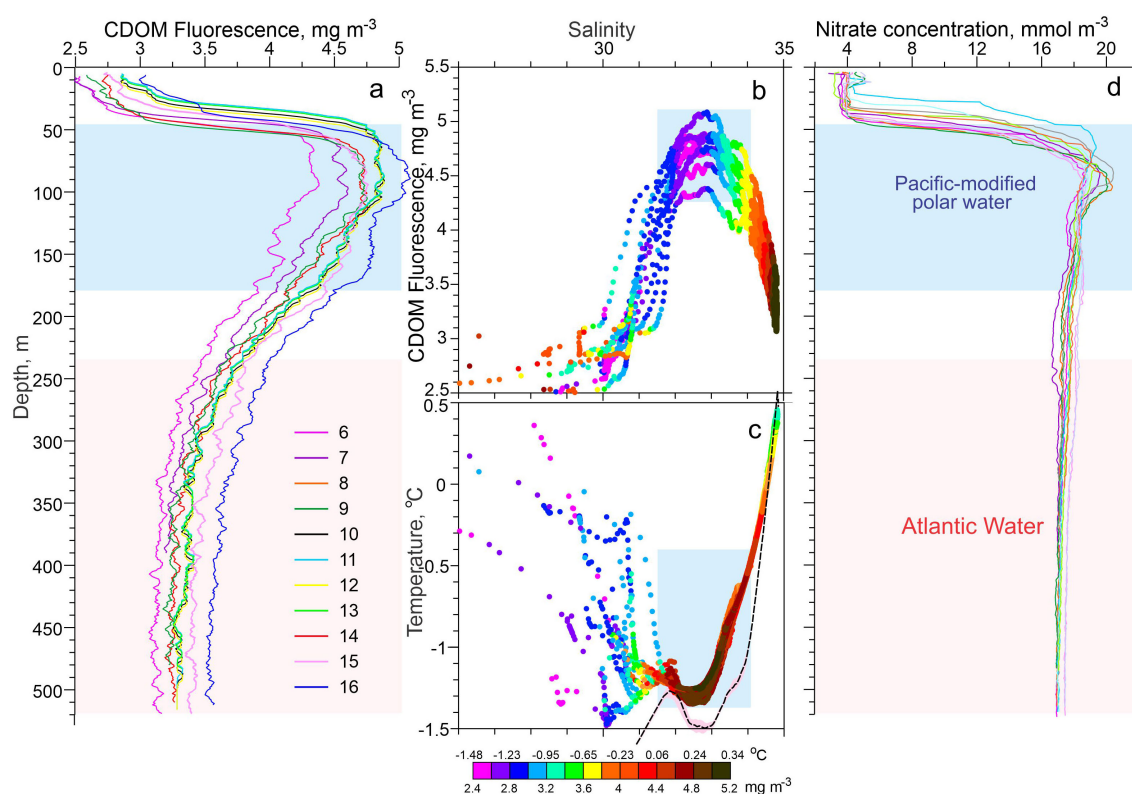 CDOM Fluorescence, mg m-3
2.5 3 3.5 4 4.5 5
0
50
100
150
200
250
300
350
400
450
500
Depth, m
a
6
7
8
9
10
11
12
13
14
15
16
Salinity
30 35
5.5
5
4.5
4
3.5
3
2.5
CDOM Fluorescence, mg m-3
b
0.5
0
-0.5
-1
-1.5
Temperature, °C
c
-1.48 -1.23 -0.95 -0.65 -0.23 0.06 0.24 0.34 °C
2.4 2.8 3.2 3.6 4 4.4 4.8 5.2 mg m-3
Nitrate concentration, mmol m-3
4 8 12 16 20
d
Pacific-modified
polar water
Atlantic Water